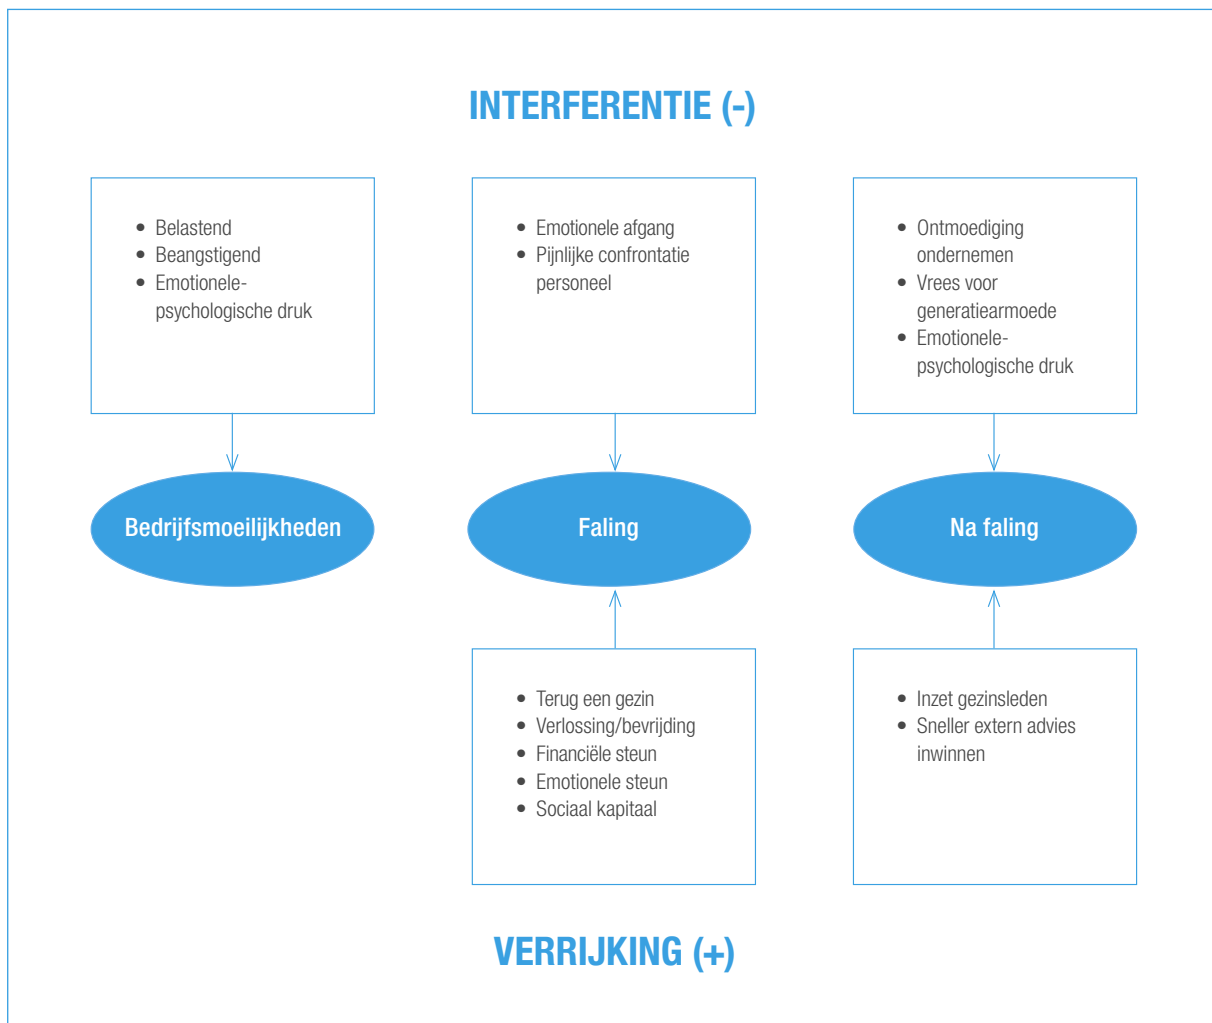 INTERFERENTIE (-)
• Belastend
• Beangstigend
• Emotionele-
psychologische druk
• Emotionele afgang
• Pijnlijke confrontatie
personeel
• Ontmoediging
ondernemen
• Vrees voor
generatiearmoede
• Emotionele-
psychologische druk
Bedrijfsmoeilijkheden
Faling
Na faling
• Terug een gezin
• Verlossing/bevrijding
• Financiële steun
• Emotionele steun
• Sociaal kapitaal
• Inzet gezinsleden
• Sneller extern advies
inwinnen
VERRIJKING (+)